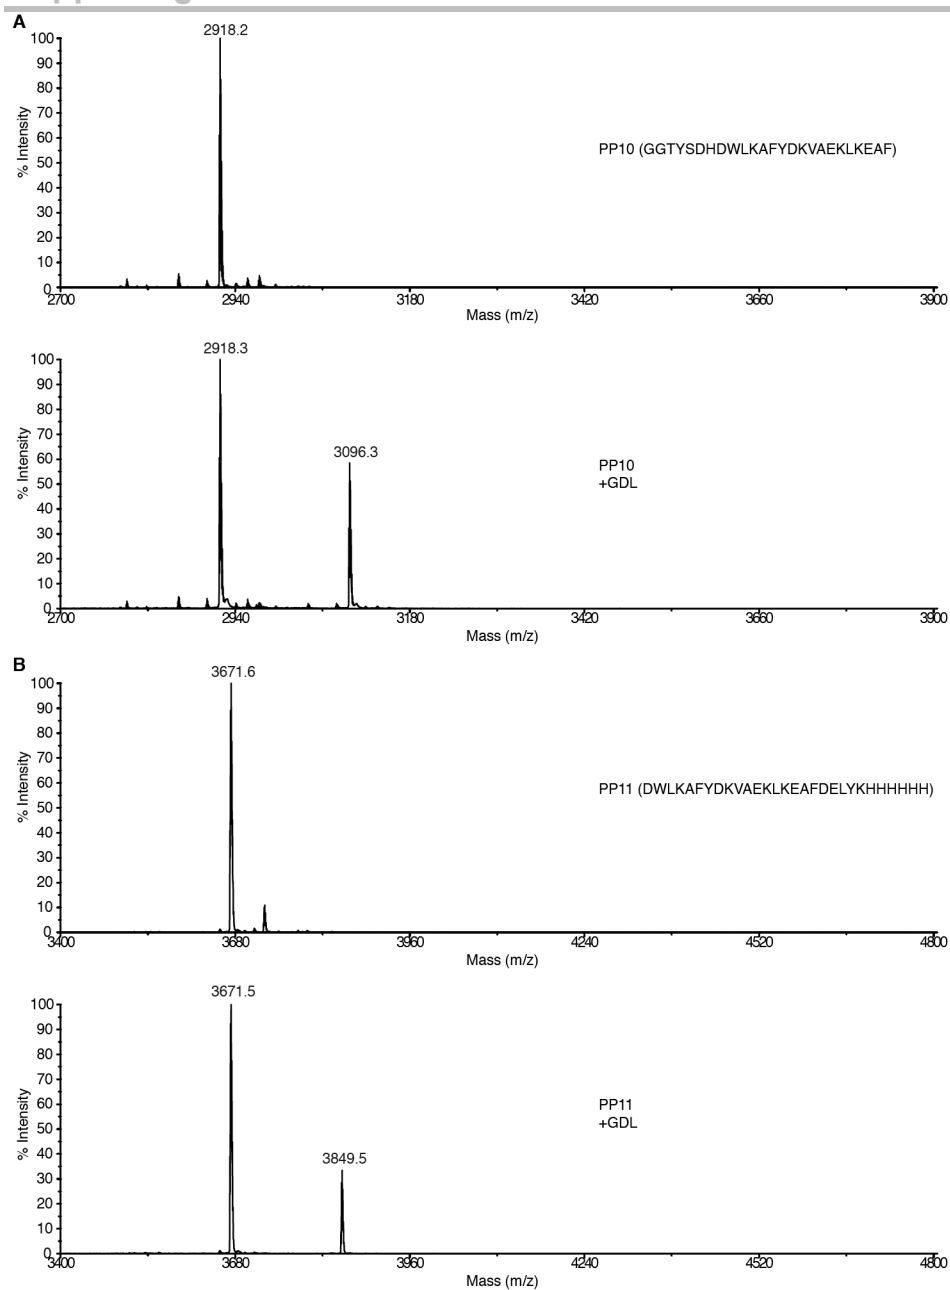 A
2918.2
100
90
80
70
60
50
40
30
20
10
0
% Intensity
PP10 (GGTYSDHDWLKAFYDKVAEKLKEAF)
2700 2940 3180 3420 3660 3900
Mass (m/z)
2918.3
3096.3
100
90
80
70
60
50
40
30
20
10
0
% Intensity
PP10
+GDL
2700 2940 3180 3420 3660 3900
Mass (m/z)
B
3671.6
100
90
80
70
60
50
40
30
20
10
0
% Intensity
PP11 (DWLKAFYDKVAEKLKEAFDELYKHHHHHH)
3400 3680 3960 4240 4520 4800
Mass (m/z)
3671.5
3849.5
100
90
80
70
60
50
40
30
20
10
0
% Intensity
PP11
+GDL
3400 3680 3960 4240 4520 4800
Mass (m/z)